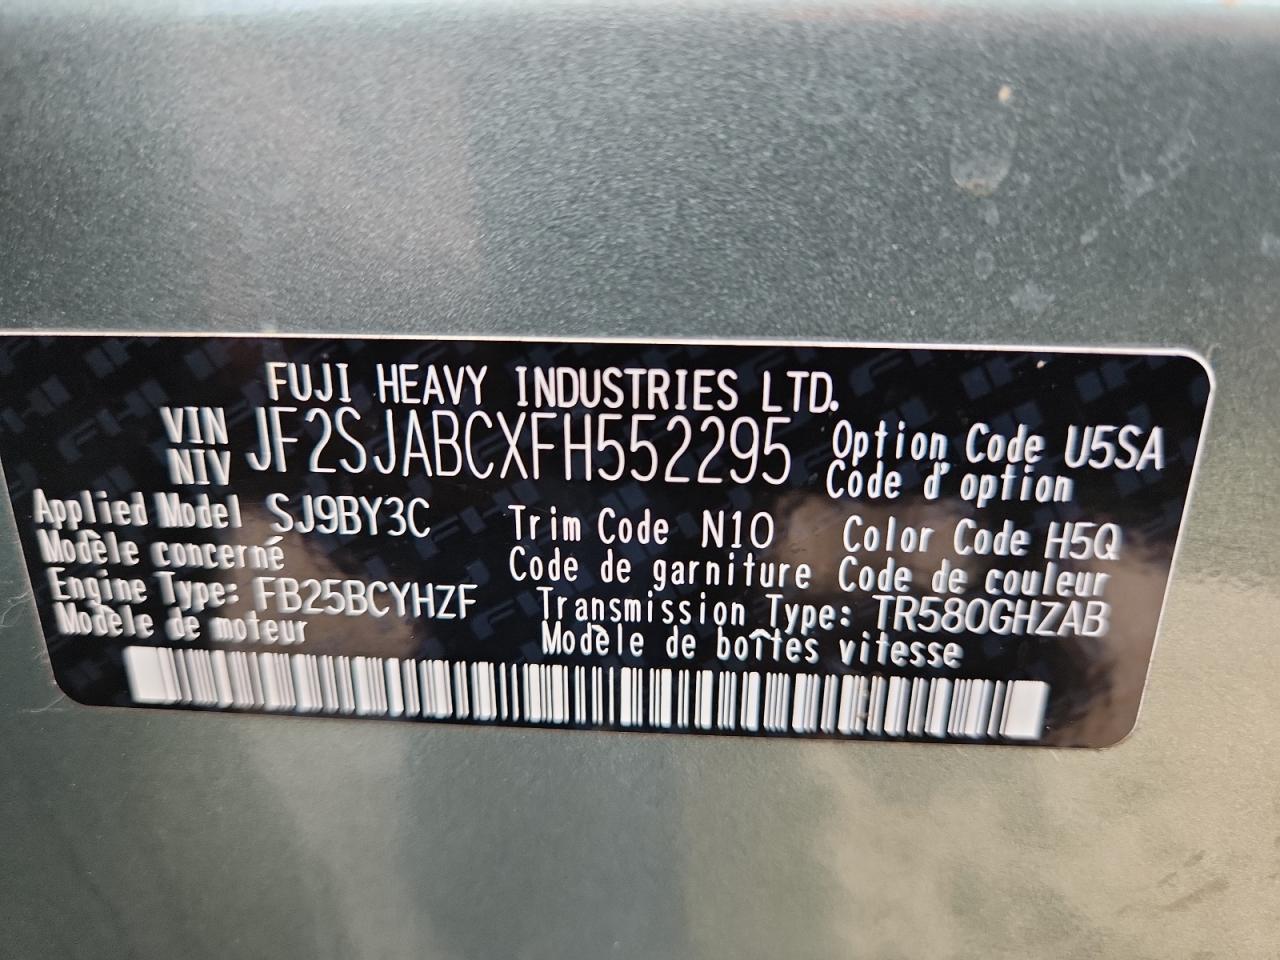 FUJI HEAVY INDUSTRIES LTD.
VIN JF2SJABCXFH552295 Option Code U5SA
NIV Code d'option
Applied Model SJ9BY3C Trim Code N10 Color Code H5Q
Modèle concerné Code de garniture Code de couleur
Engine Type: FB25BCYHZF Transmission Type: TR580GHZAB
Modèle de moteur Modèle de boîtes vitesse